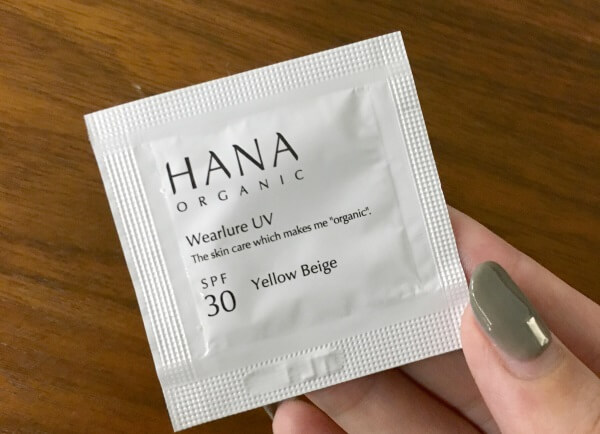 HANA
ORGANIC
Wearlure UV
The skin care which makes me "organic".
SPF
30 Yellow Beige